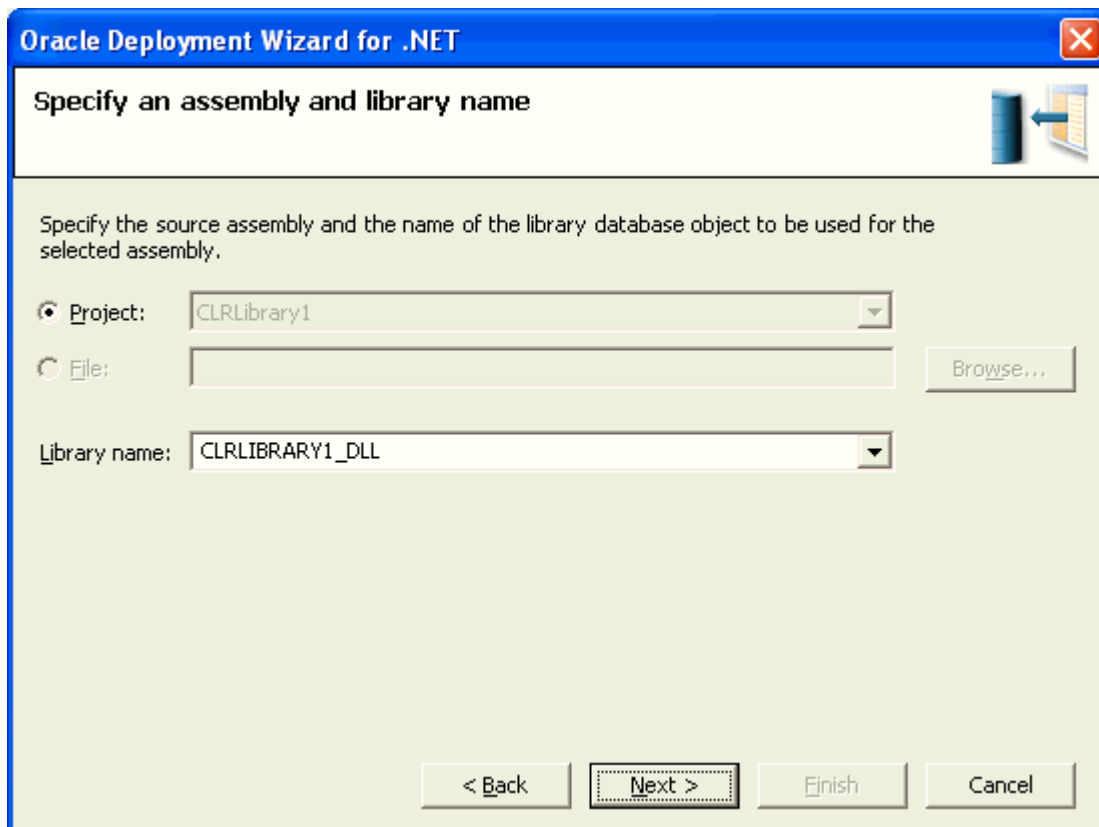 Oracle Deployment Wizard for .NET
Specify an assembly and library name
Specify the source assembly and the name of the library database object to be used for the
selected assembly.
Project: CLRLibrary1
File: Browse...
Library name: CLRLIBRARY1_DLL
< Back Next > Finish Cancel